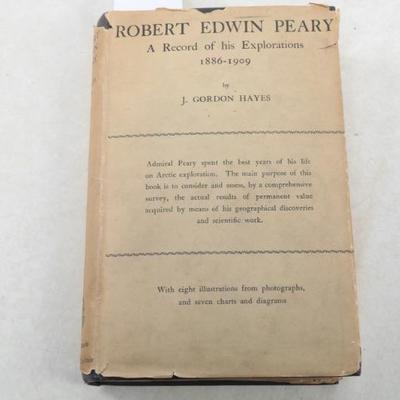 ROBERT EDWIN PEARY
A Record of his Explorations
1886-1909
by
J. GORDON HAYES
Admiral Peary spent the best years of his life
on Arctic exploration. The main purpose of this
book is to consider and assess, by a comprehensive
survey, the actual results of permanent value
acquired by means of his geographical discoveries
and scientific work.
With eight illustrations from photographs,
and seven charts and diagrams